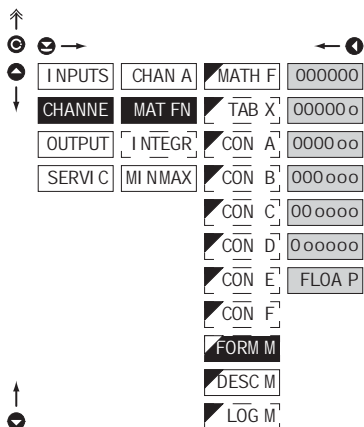 INPUTS CHAN A MATH F 000000
CHANNE MAT FN TAB X 00000o
OUTPUT INTEGR CON A 0000oo
SERVIC MINMAX CON B 000ooo
CON C 00oooo
CON D 0ooooo
CON E FLOA P
CON F
FORM M
DESC M
LOG M